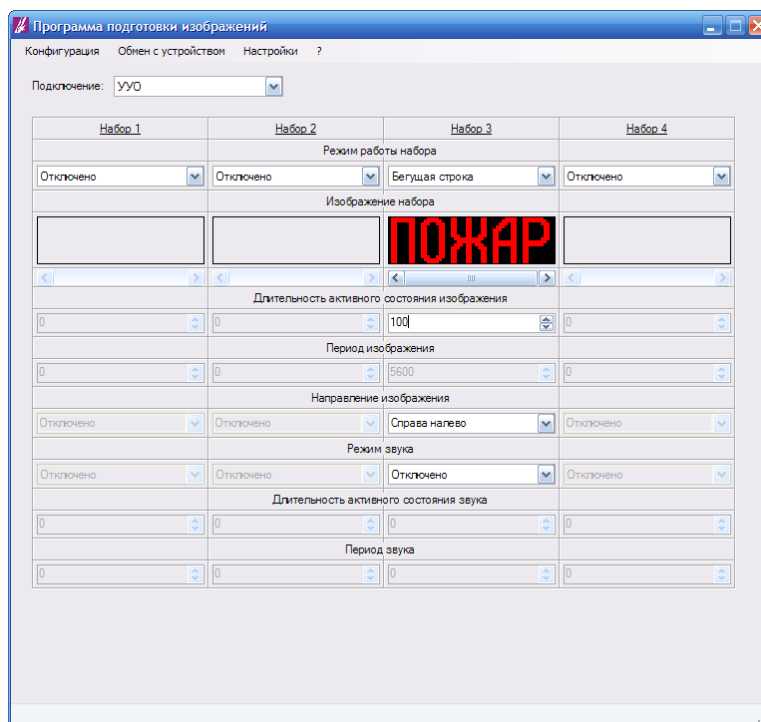 Программа подготовки изображений
Конфигурация Обмен с устройством Настройки ?
Подключение: УУО
Набор 1 Набор 2 Набор 3 Набор 4
Режим работы набора
Отключено Отключено Бегущая строка Отключено
Изображение набора
ПОЖАР
Длительность активного состояния изображения
0 0 100 0
Период изображения
0 0 5600 0
Направление изображения
Отключено Отключено Справа налево Отключено
Режим звука
Отключено Отключено Отключено Отключено
Длительность активного состояния звука
0 0 0 0
Период звука
0 0 0 0